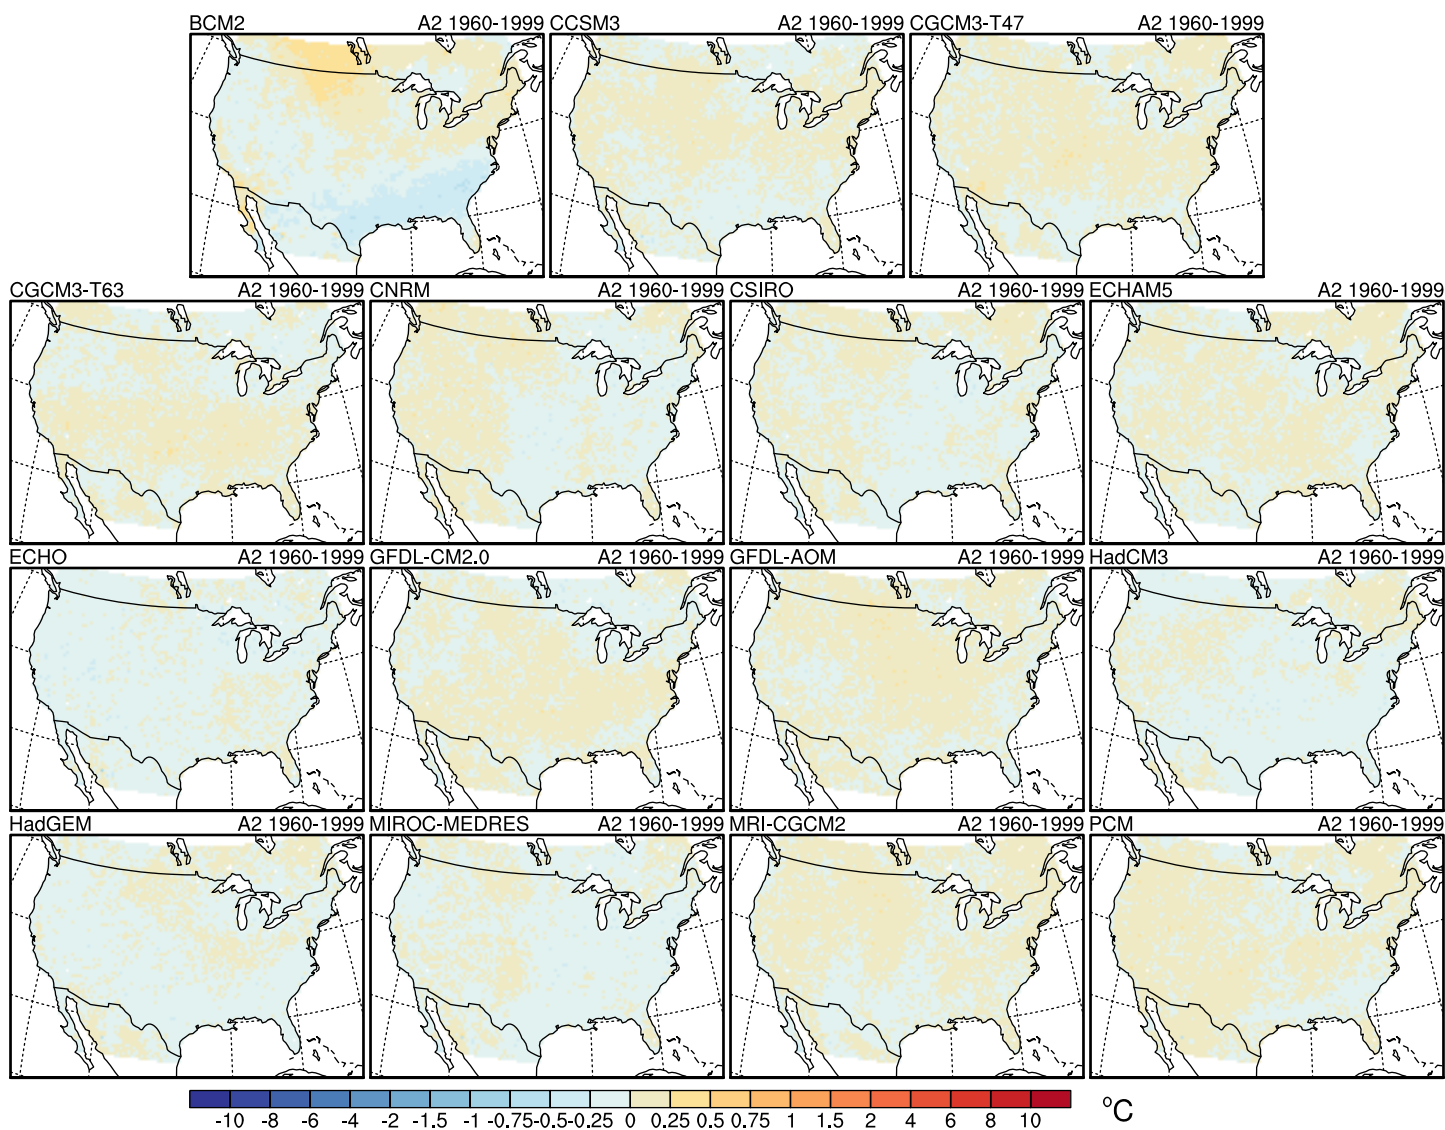 BCM2 A2 1960-1999 CCSM3 A2 1960-1999 CGCM3-T47 A2 1960-1999
CGCM3-T63 A2 1960-1999 CNRM A2 1960-1999 CSIRO A2 1960-1999 ECHAM5 A2 1960-1999
ECHO A2 1960-1999 GFDL-CM2.0 A2 1960-1999 GFDL-AOM A2 1960-1999 HadCM3 A2 1960-1999
HadGEM A2 1960-1999 MIROC-MEDRES A2 1960-1999 MRI-CGCM2 A2 1960-1999 PCM A2 1960-1999
-10 -8 -6 -4 -2 -1.5 -1 -0.75 -0.5 -0.25 0 0.25 0.5 0.75 1 1.5 2 4 6 8 10 °C